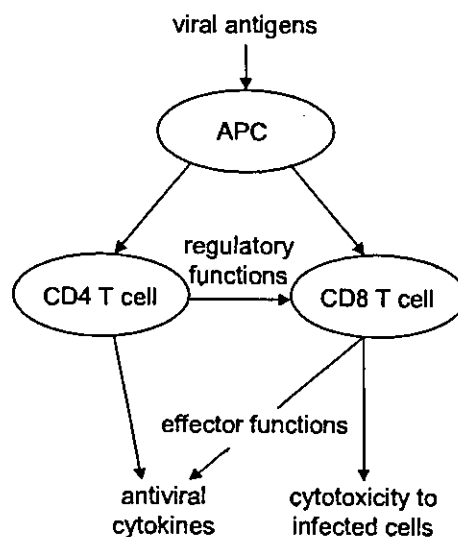 viral antigens
APC
regulatory
functions
CD4 T cell
CD8 T cell
effector functions
antiviral
cytokines
cytotoxicity to
infected cells